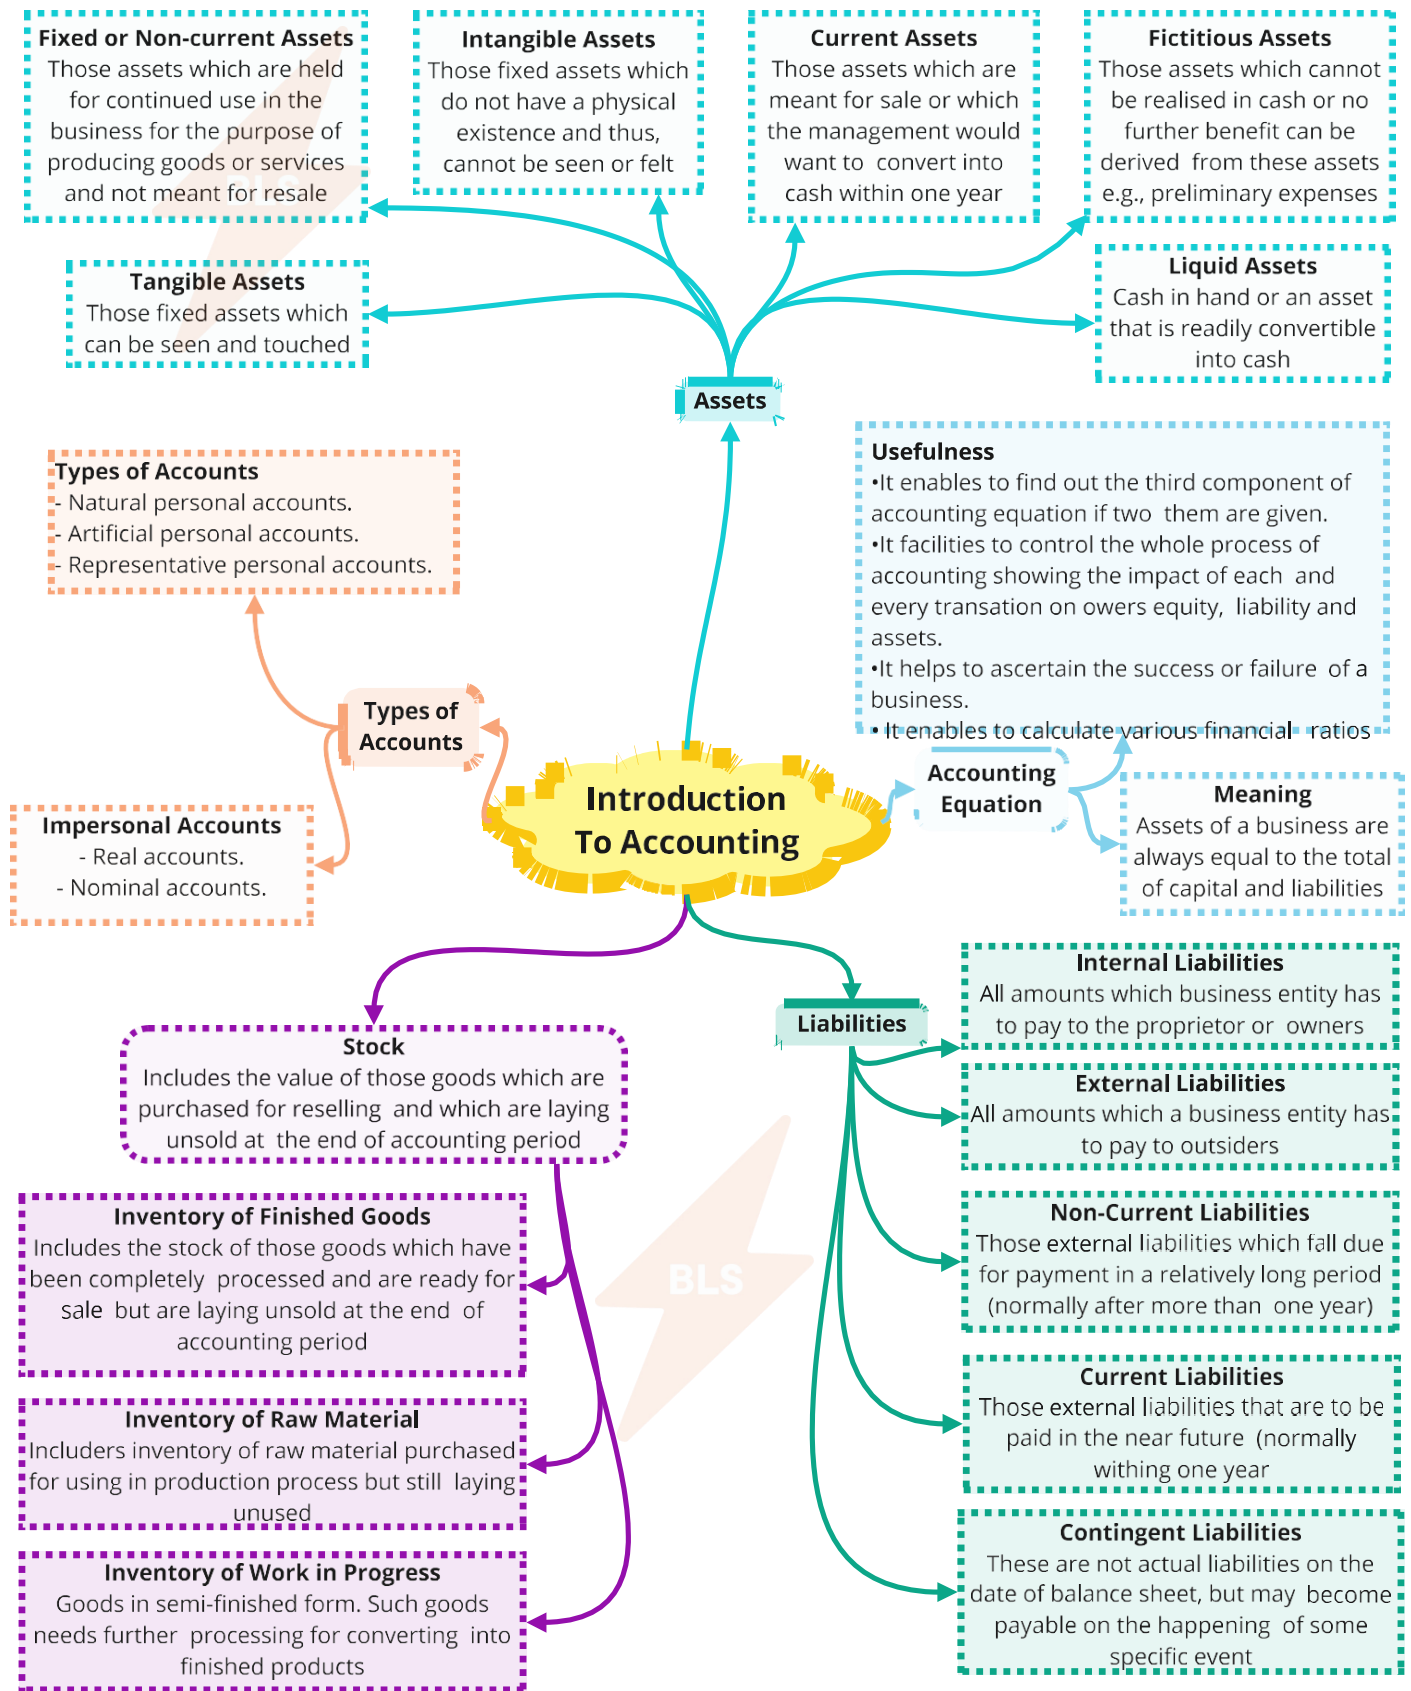 Fixed or Non-current Assets
Those assets which are held
for continued use in the
business for the purpose of
producing goods or services
and not meant for resale
BLS
Intangible Assets
Those fixed assets which
do not have a physical
existence and thus,
cannot be seen or felt
Current Assets
Those assets which are
meant for sale or which
the management would
want to convert into
cash within one year
Fictitious Assets
Those assets which cannot
be realised in cash or no
further benefit can be
derived from these assets
e.g., preliminary expenses
Tangible Assets
Those fixed assets which
can be seen and touched
Liquid Assets
Cash in hand or an asset
that is readily convertible
into cash
Assets
Types of Accounts
- Natural personal accounts.
- Artificial personal accounts.
- Representative personal accounts.
Usefulness
•It enables to find out the third component of
accounting equation if two them are given.
•It facilities to control the whole process of
accounting showing the impact of each and
every transation on owers equity, liability and
assets.
•It helps to ascertain the success or failure of a
business.
• It enables to calculate various financial ratios
Types of
Accounts
Accounting
Equation
Introduction
To Accounting
Impersonal Accounts
- Real accounts.
- Nominal accounts.
Meaning
Assets of a business are
always equal to the total
of capital and liabilities
Stock
Includes the value of those goods which are
purchased for reselling and which are laying
unsold at the end of accounting period
Liabilities
Internal Liabilities
All amounts which business entity has
to pay to the proprietor or owners
External Liabilities
All amounts which a business entity has
to pay to outsiders
Inventory of Finished Goods
Includes the stock of those goods which have
been completely processed and are ready for
sale but are laying unsold at the end of
accounting period
BLS
Non-Current Liabilities
Those external liabilities which fall due
for payment in a relatively long period
(normally after more than one year)
Inventory of Raw Material
Includers inventory of raw material purchased
for using in production process but still laying
unused
Current Liabilities
Those external liabilities that are to be
paid in the near future (normally
withing one year
Inventory of Work in Progress
Goods in semi-finished form. Such goods
needs further processing for converting into
finished products
Contingent Liabilities
These are not actual liabilities on the
date of balance sheet, but may become
payable on the happening of some
specific event